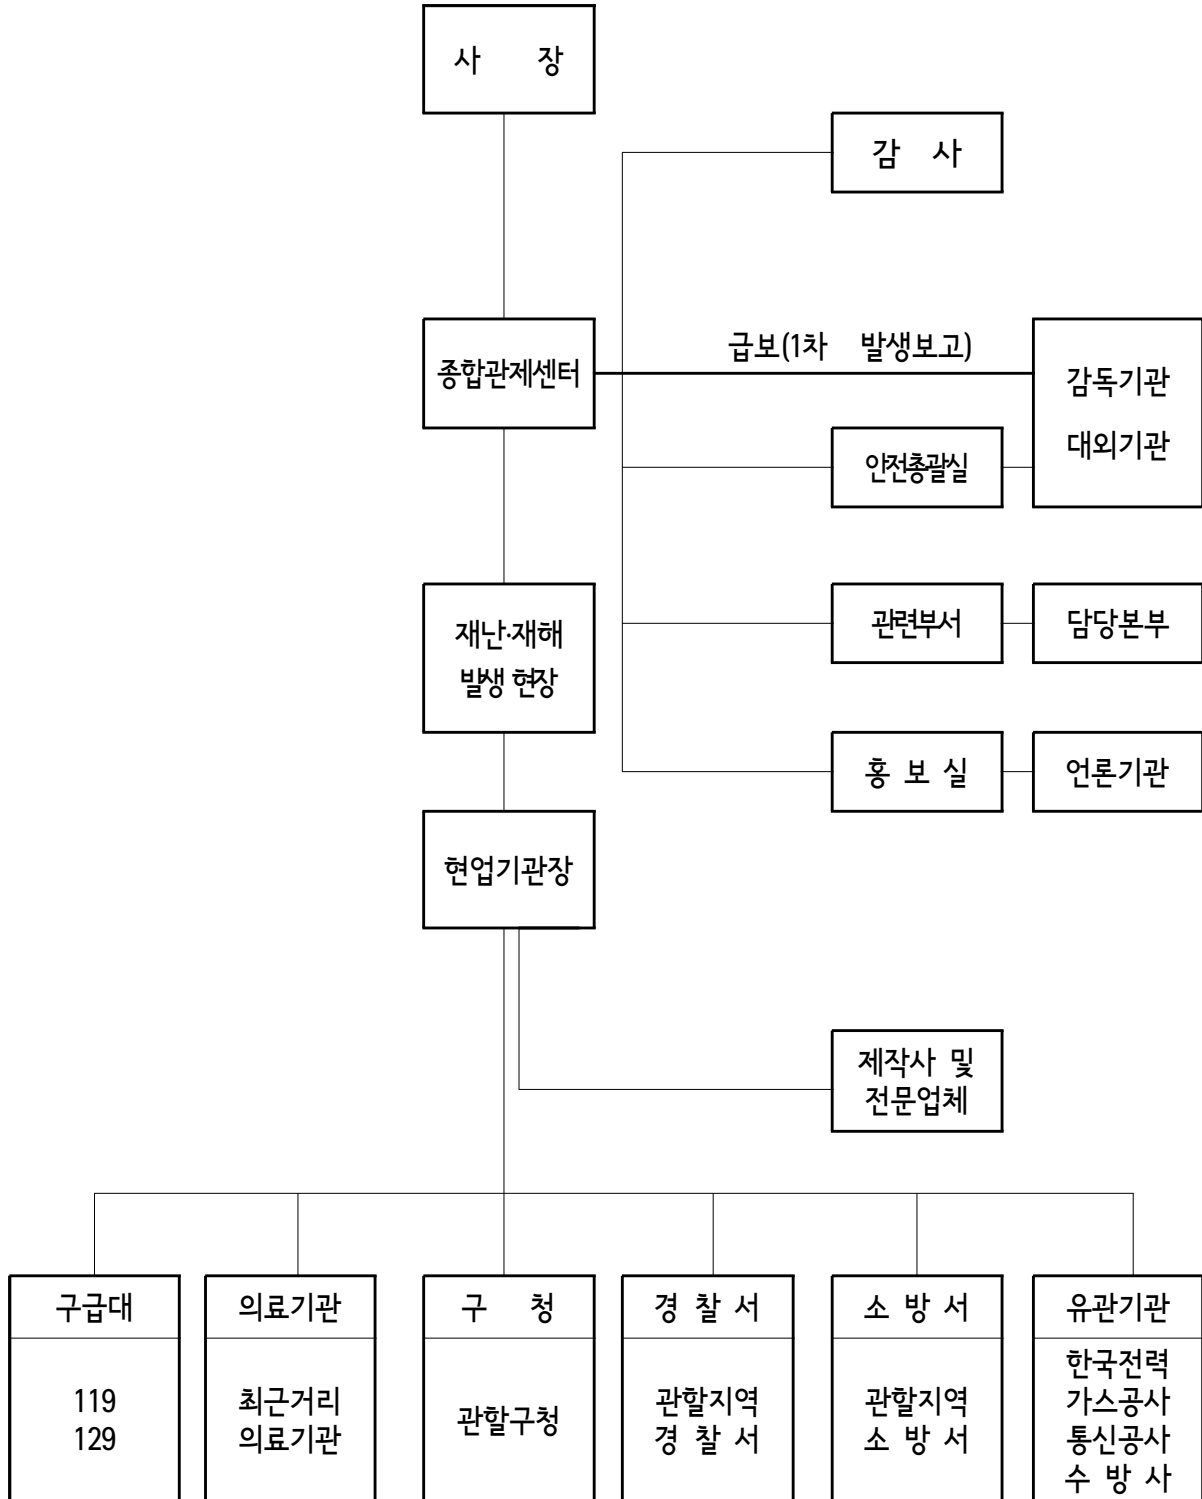 사 장
감 사
급보(1차 발생보고)
종합관제센터
감독기관
대외기관
안전총괄실
재난·재해
발생 현장
관련부서
담당본부
홍 보 실
언론기관
현업기관장
제작사 및
전문업체
구급대
119
129
의료기관
최근거리
의료기관
구 청
관할구청
경 찰 서
관할지역
경 찰 서
소 방 서
관할지역
소 방 서
유관기관
한국전력
가스공사
통신공사
수 방 사